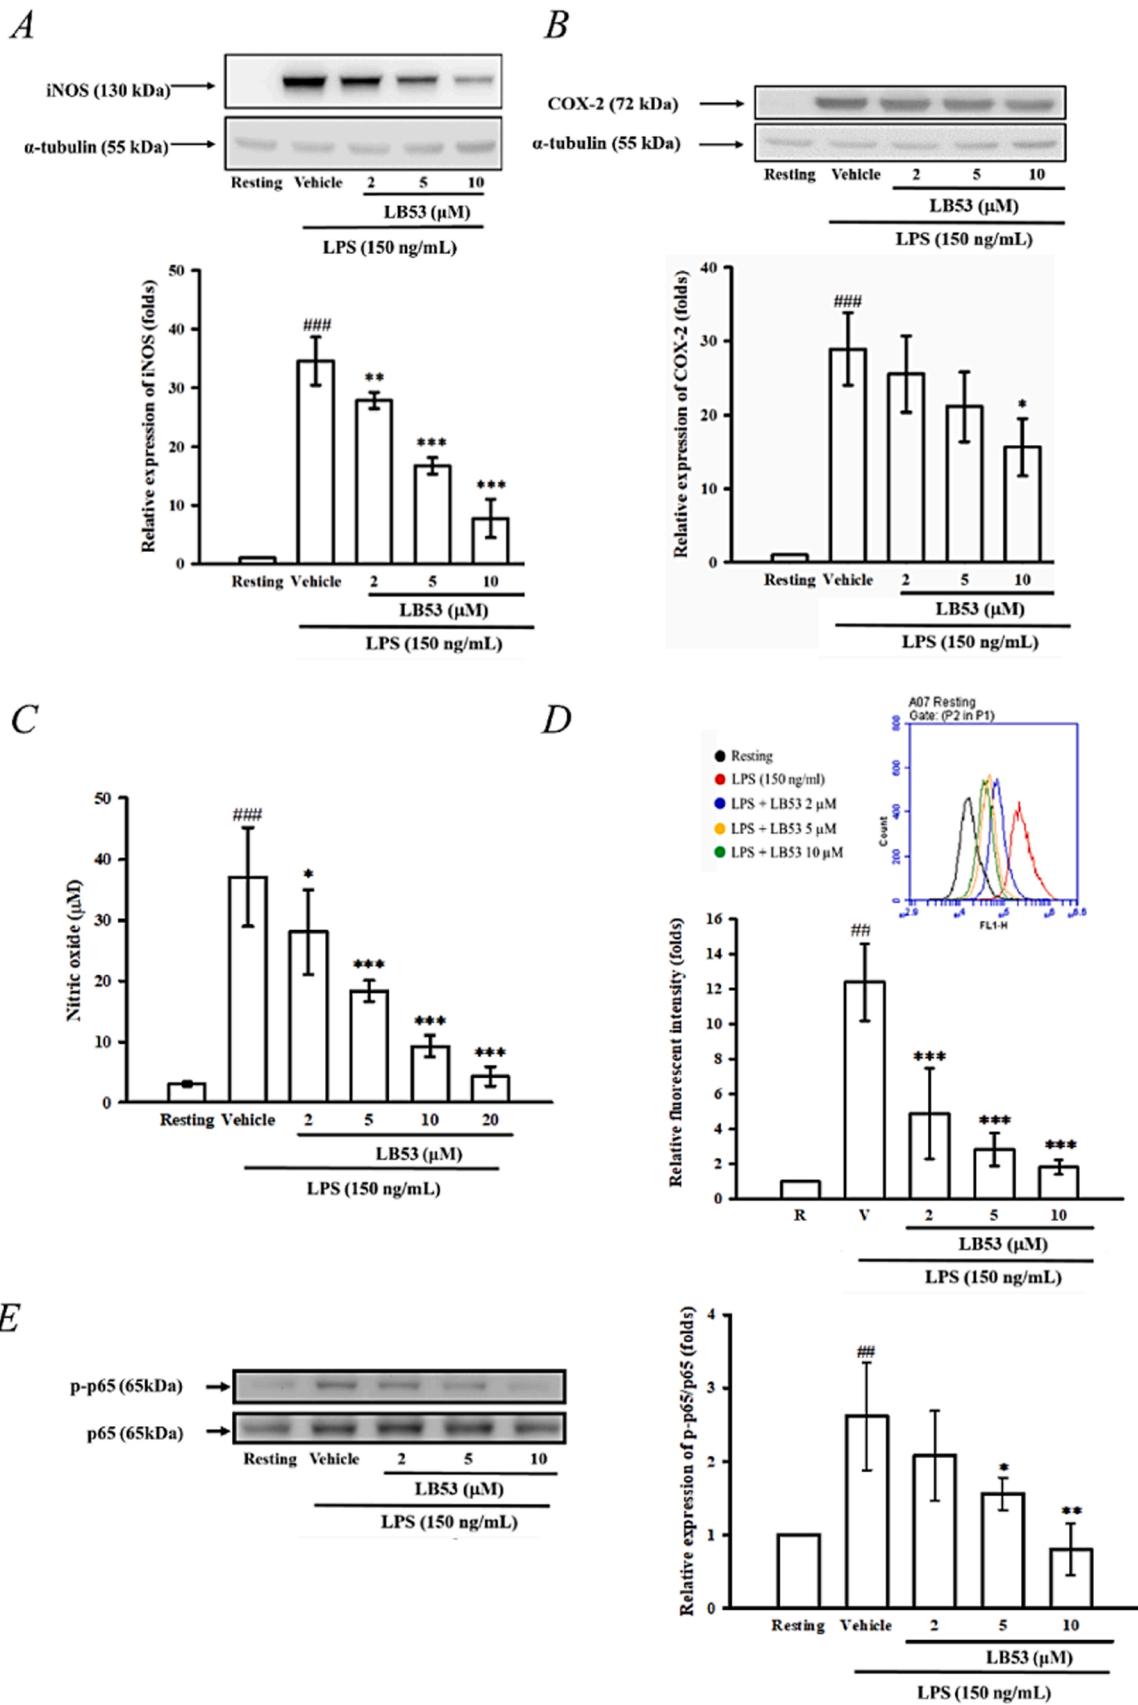 A
iNOS (130 kDa)
α-tubulin (55 kDa)
Resting Vehicle 2 5 10
LB53 (μM)
LPS (150 ng/mL)
Relative expression of iNOS (folds)
50
40
30
20
10
0
###
**
***
***
Resting Vehicle 2 5 10
LB53 (μM)
LPS (150 ng/mL)
B
COX-2 (72 kDa)
α-tubulin (55 kDa)
Resting Vehicle 2 5 10
LB53 (μM)
LPS (150 ng/mL)
Relative expression of COX-2 (folds)
40
30
20
10
0
###
*
Resting Vehicle 2 5 10
LB53 (μM)
LPS (150 ng/mL)
C
Nitric oxide (μM)
50
40
30
20
10
0
###
*
***
***
***
Resting Vehicle 2 5 10 20
LB53 (μM)
LPS (150 ng/mL)
D
Resting
LPS (150 ng/ml)
LPS + LB53 2 μM
LPS + LB53 5 μM
LPS + LB53 10 μM
A07 Resting
Gate: (P2 in P1)
Count
800
600
400
200
0
FL1-H
Relative fluorescent intensity (folds)
16
14
12
10
8
6
4
2
0
##
***
***
***
R V 2 5 10
LB53 (μM)
LPS (150 ng/mL)
E
p-p65 (65kDa)
p65 (65kDa)
Resting Vehicle 2 5 10
LB53 (μM)
LPS (150 ng/mL)
Relative expression of p-p65/p65 (folds)
4
3
2
1
0
##
*
**
Resting Vehicle 2 5 10
LB53 (μM)
LPS (150 ng/mL)